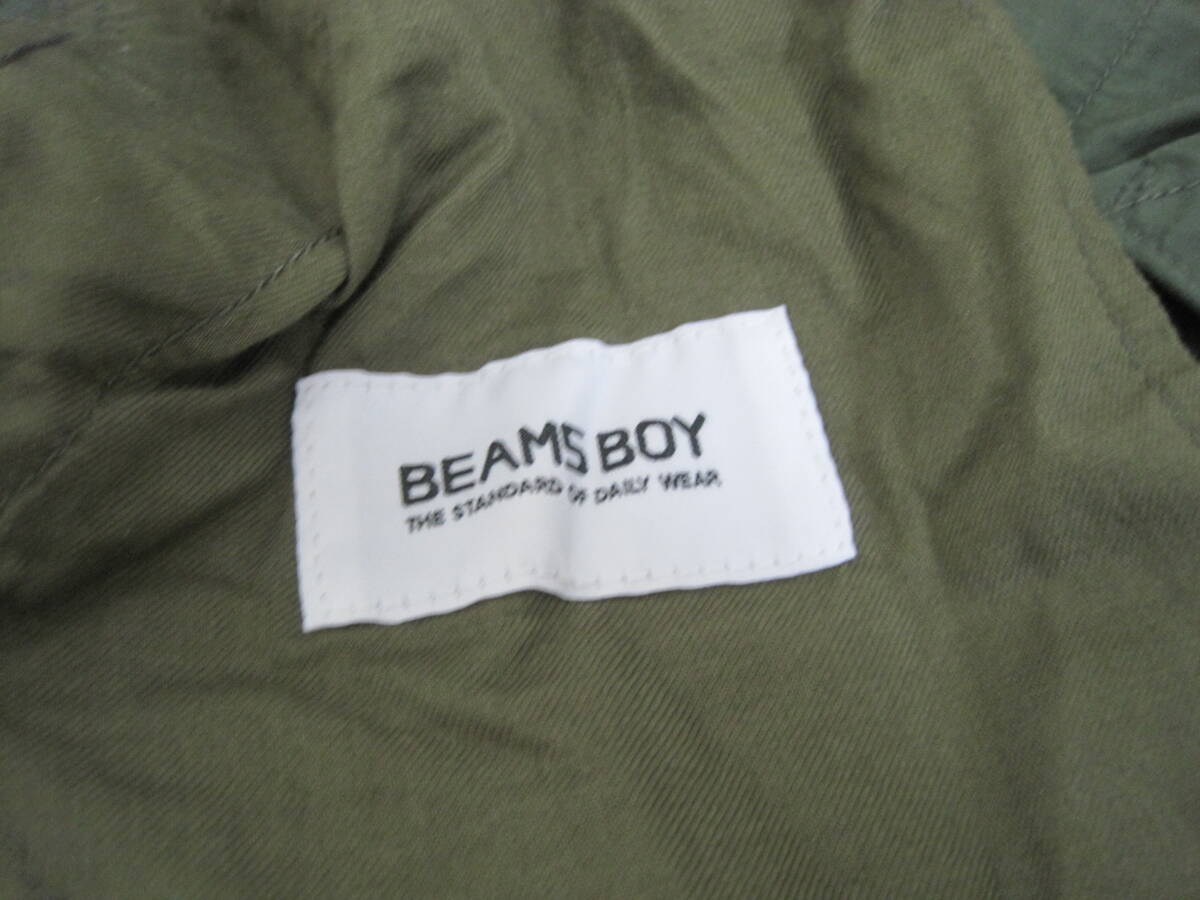 BEAMS BOY
THE STANDARD OF DAILY WEAR